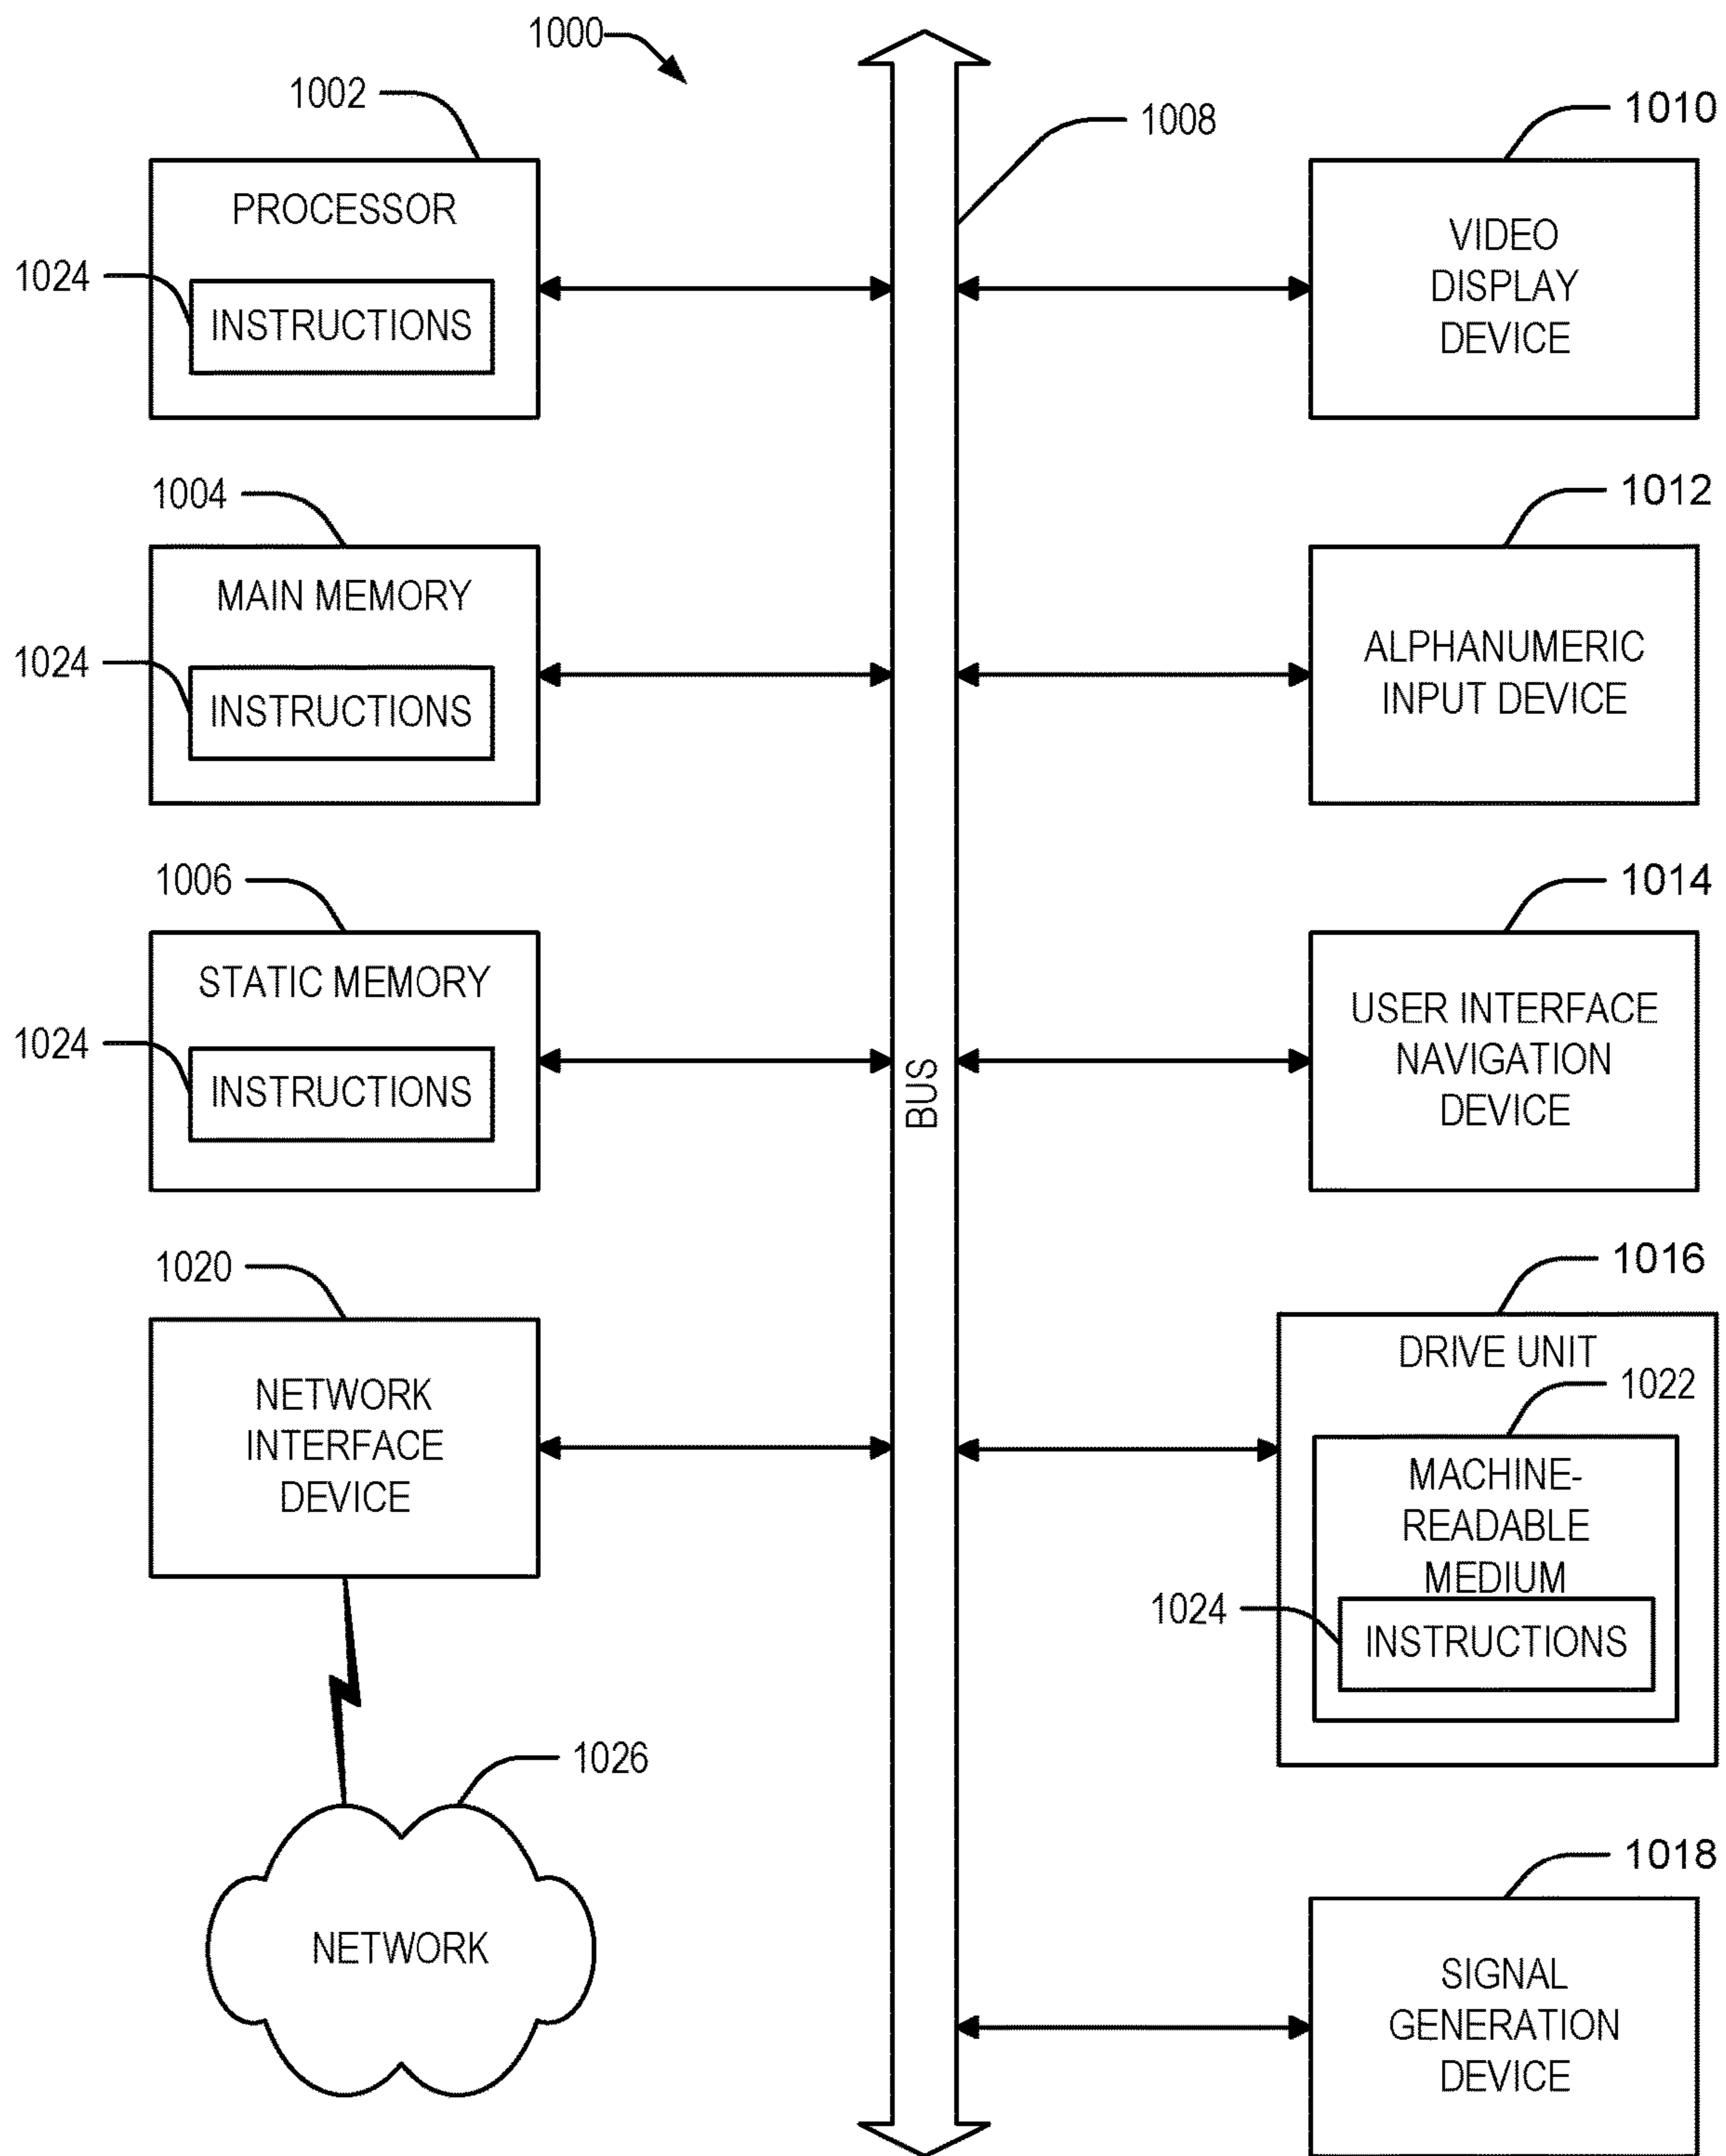 1000
1002
PROCESSOR
1024
INSTRUCTIONS
1004
MAIN MEMORY
1024
INSTRUCTIONS
1006
STATIC MEMORY
1024
INSTRUCTIONS
1020
NETWORK
INTERFACE
DEVICE
1026
NETWORK
1008
BUS
1010
VIDEO
DISPLAY
DEVICE
1012
ALPHANUMERIC
INPUT DEVICE
1014
USER INTERFACE
NAVIGATION
DEVICE
1016
DRIVE UNIT
1022
MACHINE-
READABLE
MEDIUM
1024
INSTRUCTIONS
1018
SIGNAL
GENERATION
DEVICE